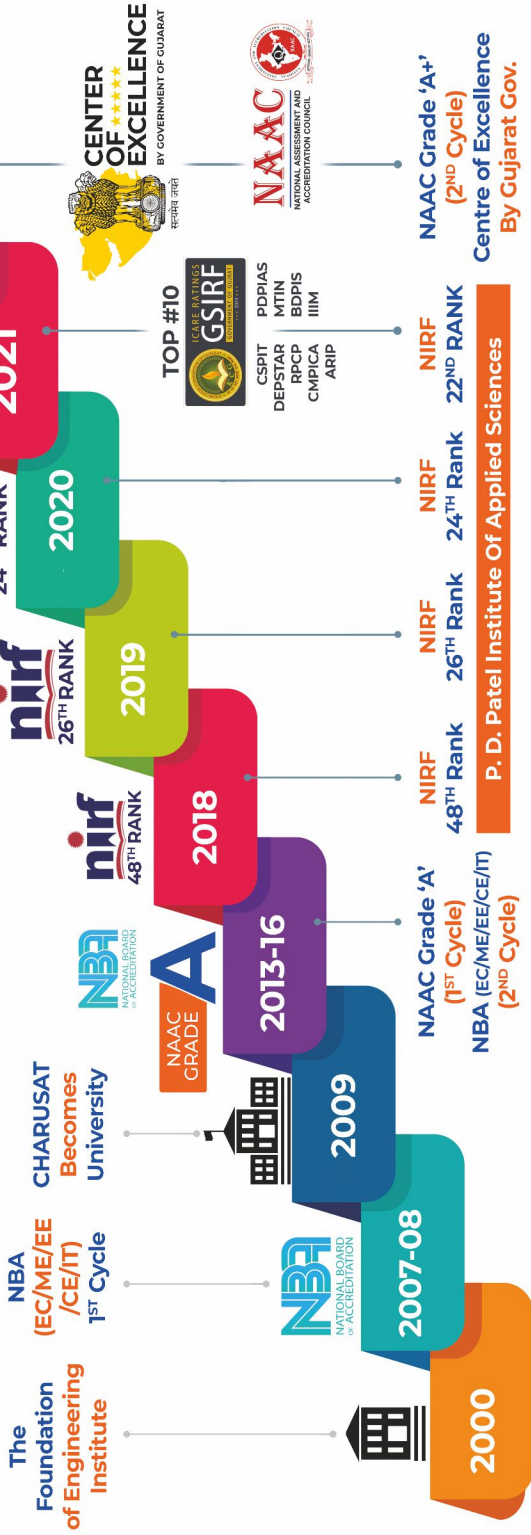 The
Foundation
of Engineering
Institute
2000
NBA
(EC/ME/EE
/CE/IT)
1ST Cycle
NBA
NATIONAL BOARD
OF ACCREDITATION
2007-08
CHARUSAT
Becomes
University
2009
NBA
NATIONAL BOARD
OF ACCREDITATION
NAAC
GRADE
A
2013-16
NAAC Grade 'A'
(1ST Cycle)
NBA (EC/ME/EE/CE/IT)
(2ND Cycle)
nirf
48TH RANK
2018
NIRF
48TH Rank
nirf
26TH RANK
2019
NIRF
26TH Rank
24 RANK
2020
NIRF
24TH Rank
2021
TOP #10
ICARE RATINGS
GSIRF
GOVERNMENT OF GUJRAT
CSPIT
DEPSTAR
RPCP
CMPICA
ARIP
PDPIAS
MTIN
BDPIS
IIIM
NIRF
22ND RANK
P. D. Patel Institute Of Applied Sciences
CENTER
OF
EXCELLENCE
BY GOVERNMENT OF GUJARAT
सत्यमेव जयते
NAAC
NATIONAL ASSESSMENT AND
ACCREDITATION COUNCIL
NAAC Grade 'A+'
(2ND Cycle)
Centre of Excellence
By Gujarat Gov.